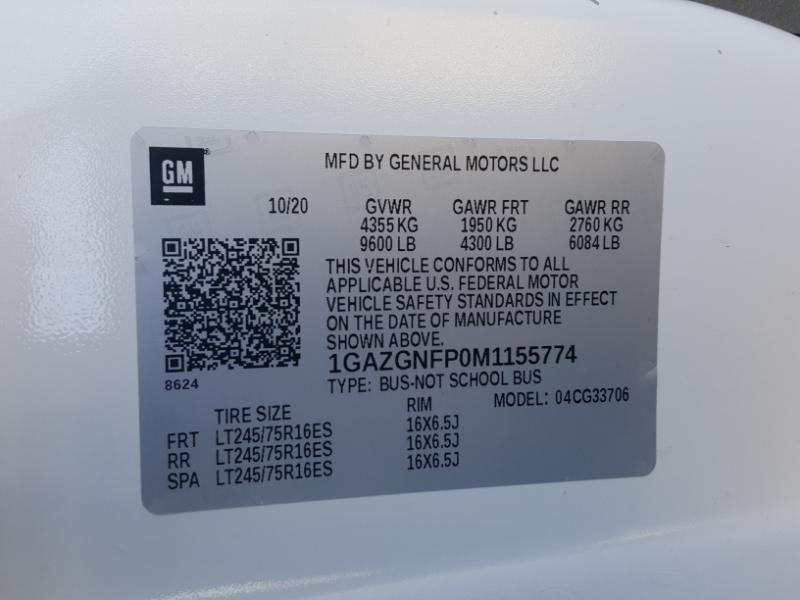 GM
MFD BY GENERAL MOTORS LLC
10/20 GVWR GAWR FRT GAWR RR
4355 KG 1950 KG 2760 KG
9600 LB 4300 LB 6084 LB
THIS VEHICLE CONFORMS TO ALL
APPLICABLE U.S. FEDERAL MOTOR
VEHICLE SAFETY STANDARDS IN EFFECT
ON THE DATE OF MANUFACTURE
SHOWN ABOVE.
8624
1GAZGNFP0M1155774
TYPE: BUS-NOT SCHOOL BUS
MODEL: 04CG33706
TIRE SIZE RIM
FRT LT245/75R16ES 16X6.5J
RR LT245/75R16ES 16X6.5J
SPA LT245/75R16ES 16X6.5J